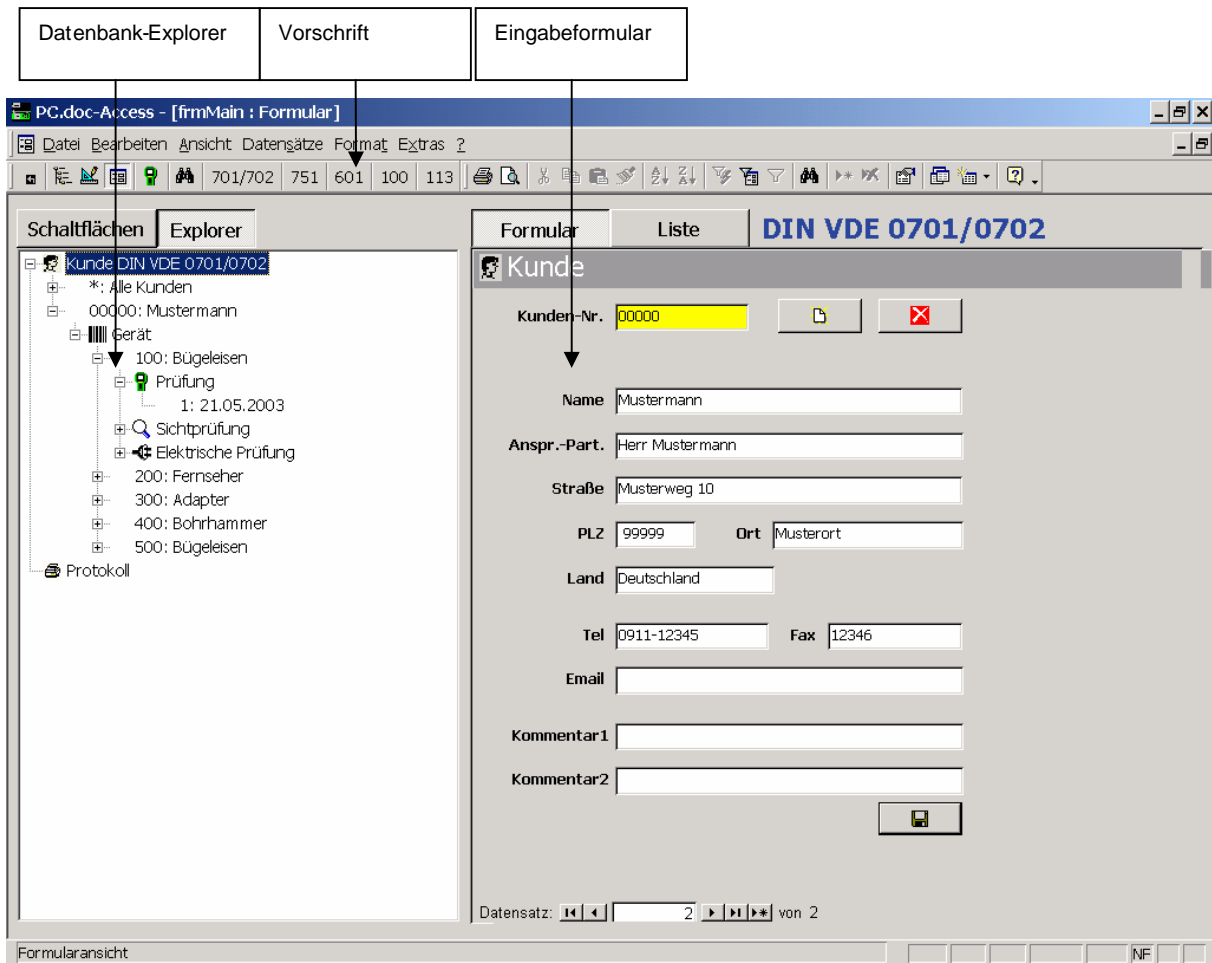 Datenbank-Explorer Vorschrift Eingabeformular
PC.doc-Access - [frmMain : Formular]
Datei Bearbeiten Ansicht Datensätze Format Extras ?
701/702 751 601 100 113
Schaltflächen Explorer Formular Liste DIN VDE 0701/0702
Kunde DIN VDE 0701/0702
*: Alle Kunden
00000: Mustermann
Gerät
100: Bügeleisen
Prüfung
1: 21.05.2003
Sichtprüfung
Elektrische Prüfung
200: Fernseher
300: Adapter
400: Bohrhammer
500: Bügeleisen
Protokoll
Kunde
Kunden-Nr. 00000
Name Mustermann
Anspr.-Part. Herr Mustermann
Straße Musterweg 10
PLZ 99999 Ort Musterort
Land Deutschland
Tel 0911-12345 Fax 12346
Email
Kommentar1
Kommentar2
Datensatz: 2 von 2
Formularansicht NF